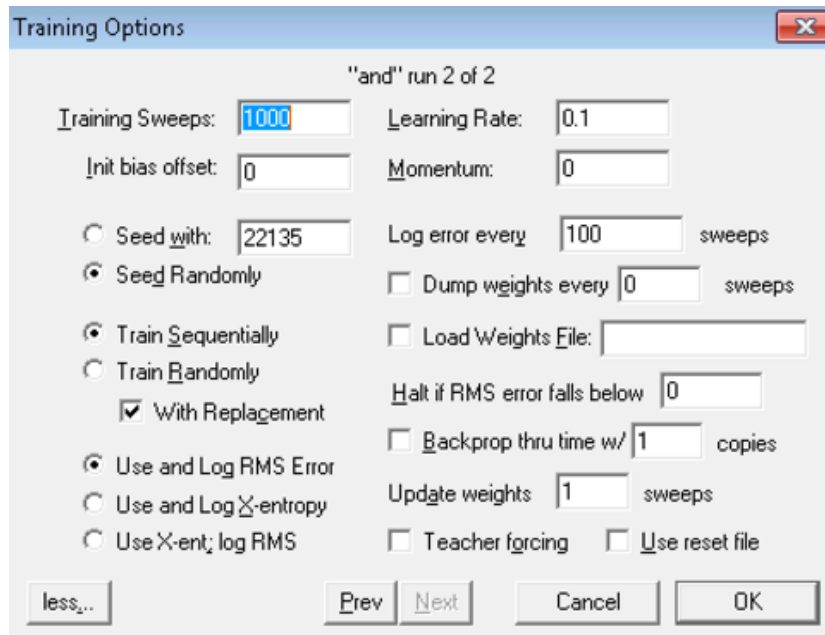 Training Options
"and" run 2 of 2
Training Sweeps: 1000 Learning Rate: 0.1
Init bias offset: 0 Momentum: 0
Seed with: 22135 Log error every 100 sweeps
Seed Randomly Dump weights every 0 sweeps
Train Sequentially Load Weights File:
Train Randomly
With Replacement Halt if RMS error falls below 0
Use and Log RMS Error Backprop thru time w/ 1 copies
Use and Log X-entropy Update weights 1 sweeps
Use X-ent; log RMS Teacher forcing Use reset file
less... Prev Next Cancel OK